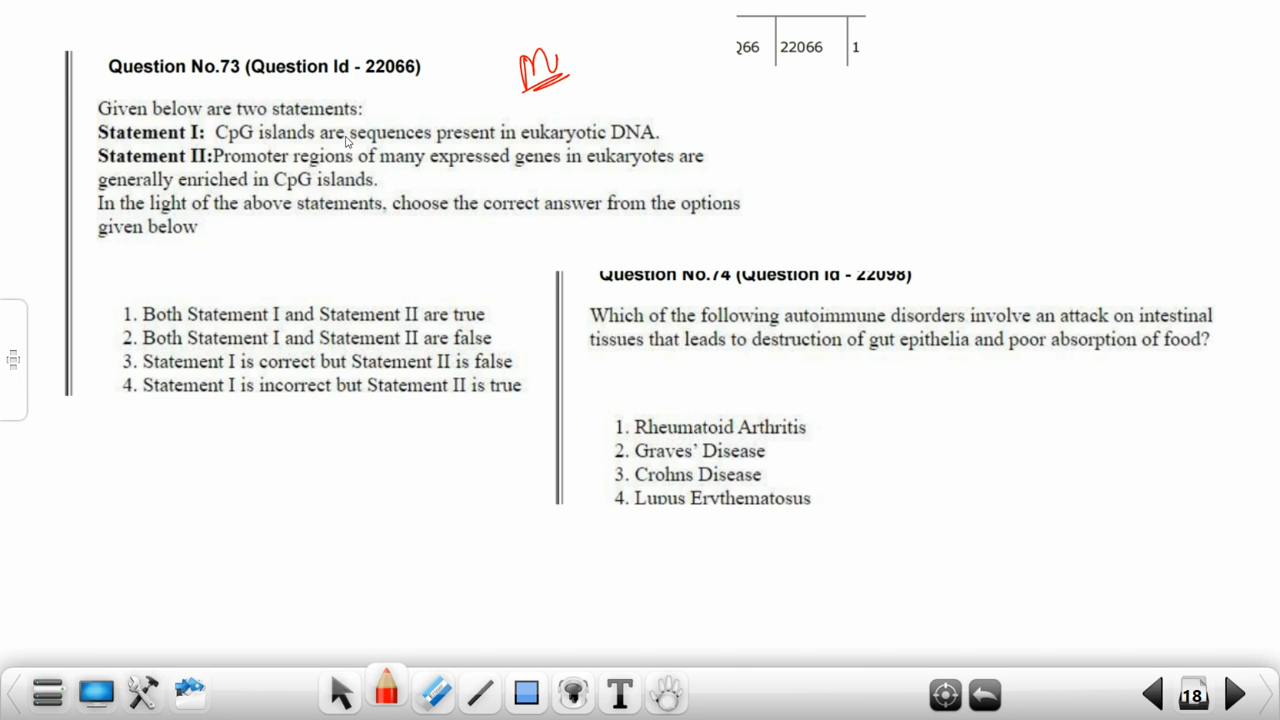 Q66 22066 1
Question No.73 (Question Id - 22066)
m
Given below are two statements:
Statement I: CpG islands are sequences present in eukaryotic DNA.
Statement II:Promoter regions of many expressed genes in eukaryotes are
generally enriched in CpG islands.
In the light of the above statements, choose the correct answer from the options
given below
1. Both Statement I and Statement II are true
2. Both Statement I and Statement II are false
3. Statement I is correct but Statement II is false
4. Statement I is incorrect but Statement II is true
Question No.74 (Question Id - 22098)
Which of the following autoimmune disorders involve an attack on intestinal
tissues that leads to destruction of gut epithelia and poor absorption of food?
1. Rheumatoid Arthritis
2. Graves’ Disease
3. Crohns Disease
4. Lupus Erythematosus
T
18